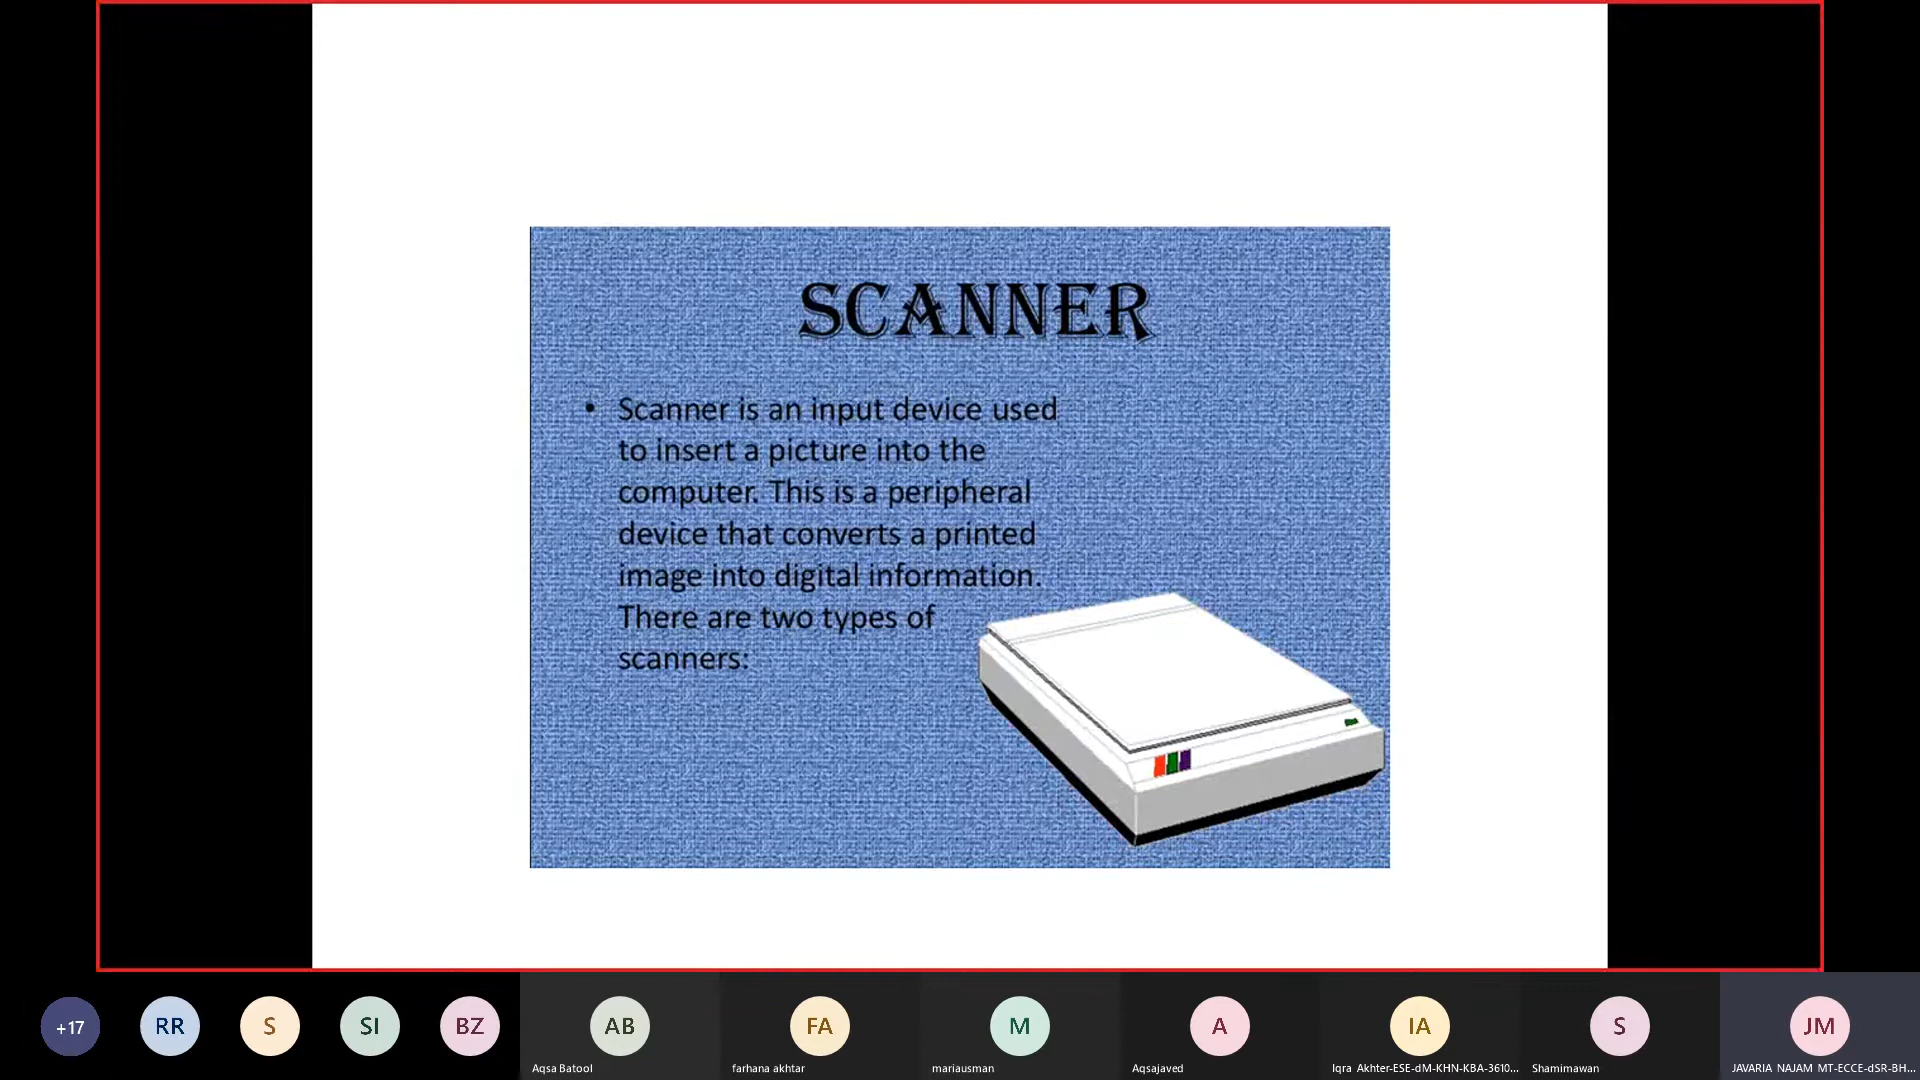 SCANNER
• Scanner is an input device used
to insert a picture into the
computer. This is a peripheral
device that converts a printed
image into digital information.
There are two types of
scanners:
+17
RR
S
SI
BZ
AB
FA
M
A
IA
S
JM
Aqsa Batool
farhana akhtar
mariausman
Aqsajaved
Iqra Akhter-ESE-dM-KHN-KBA-3610...
Shamimawan
JAVARIA NAJAM MT-ECCE-dSR-BH...